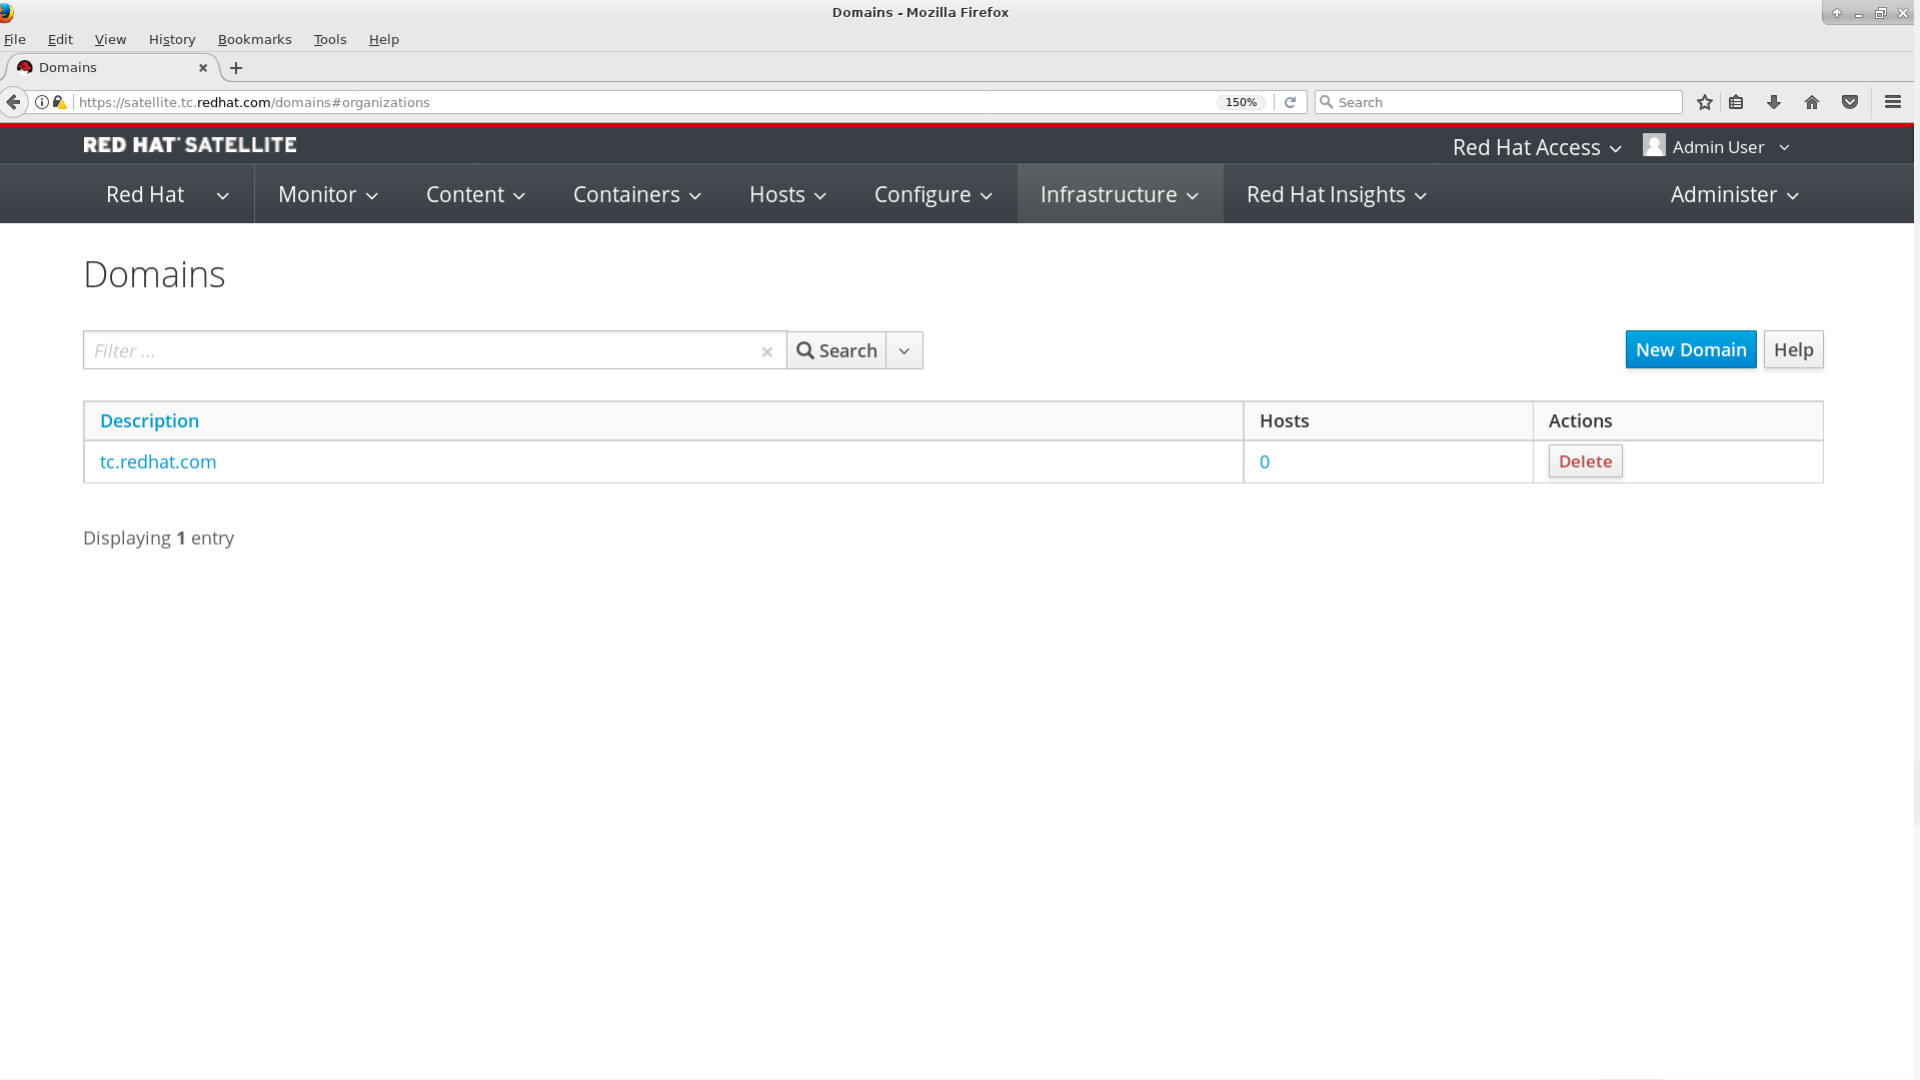 Domains - Mozilla Firefox
File Edit View History Bookmarks Tools Help
Domains
https://satellite.tc.redhat.com/domains#organizations 150% Search
RED HAT SATELLITE Red Hat Access Admin User
Red Hat Monitor Content Containers Hosts Configure Infrastructure Red Hat Insights Administer
Domains
Filter ... Search New Domain Help
Description Hosts Actions
tc.redhat.com 0 Delete
Displaying 1 entry